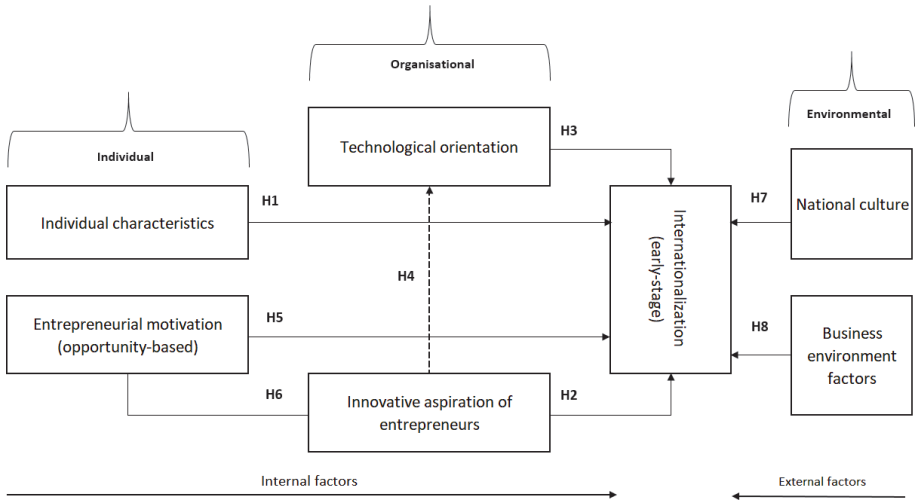 Organisational
Environmental
Individual
Technological orientation
H3
H1
Individual characteristics
Internationalization
(early-stage)
H7
National culture
H4
Entrepreneurial motivation
(opportunity-based)
H5
H8
Business
environment
factors
H6
Innovative aspiration of
entrepreneurs
H2
Internal factors
External factors